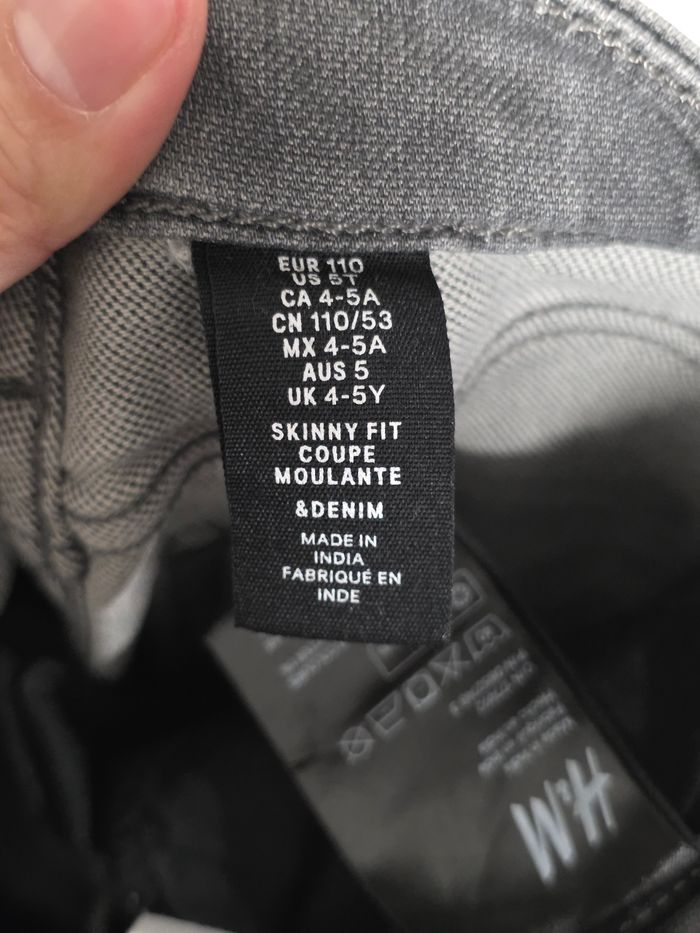 EUR 110
US 5T
CA 4-5A
CN 110/53
MX 4-5A
AUS 5
UK 4-5Y
SKINNY FIT
COUPE
MOULANTE
&DENIM
MADE IN
INDIA
FABRIQUÉ EN
INDE
H&M